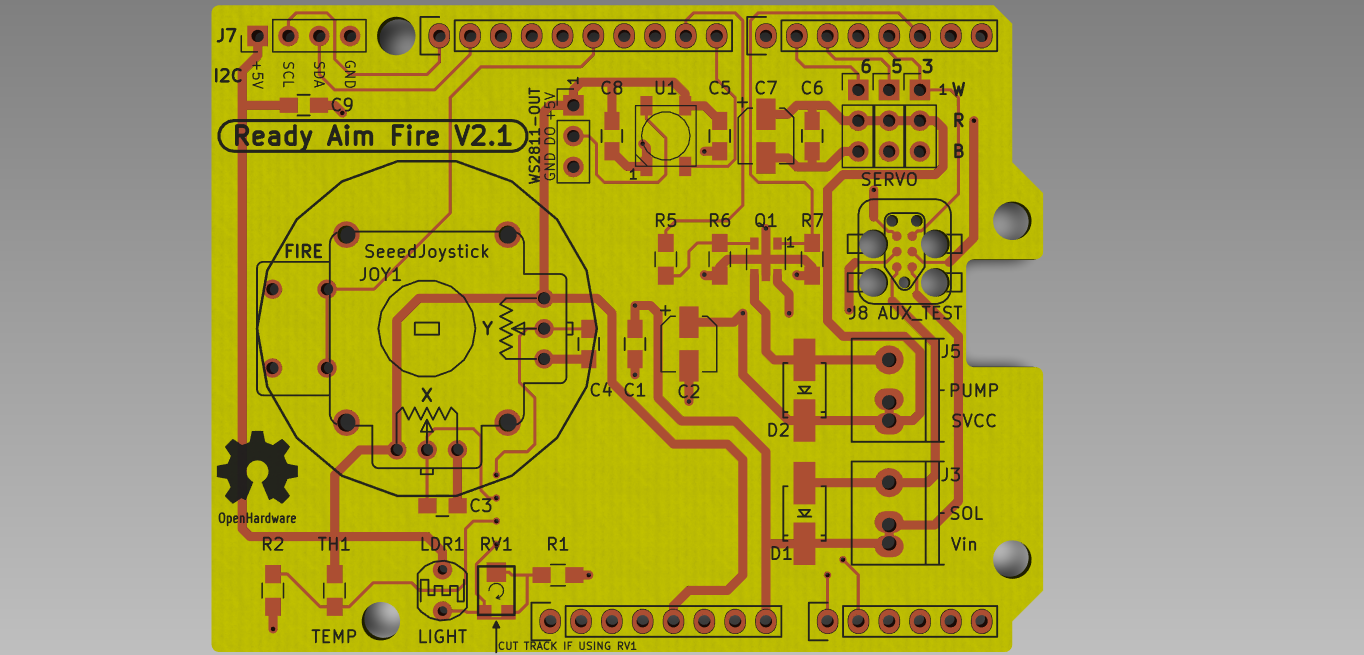 J7
I2C
+5V
SCL
SDA
GND
C9
Ready Aim Fire V2.1
WS2811-OUT
GND DO +5V
1
C8
U1
C5
C7
C6
+
1
6
5
3
1 W
R
B
SERVO
FIRE
SeeedJoystick
JOY1
R5
R6
Q1
R7
1
J8 AUX_TEST
Y
X
+
C4
C1
C2
J5
PUMP
SVCC
D2
J3
SOL
Vin
D1
OpenHardware
C3
R2
TH1
LDR1
RV1
R1
TEMP
LIGHT
CUT TRACK IF USING RV1